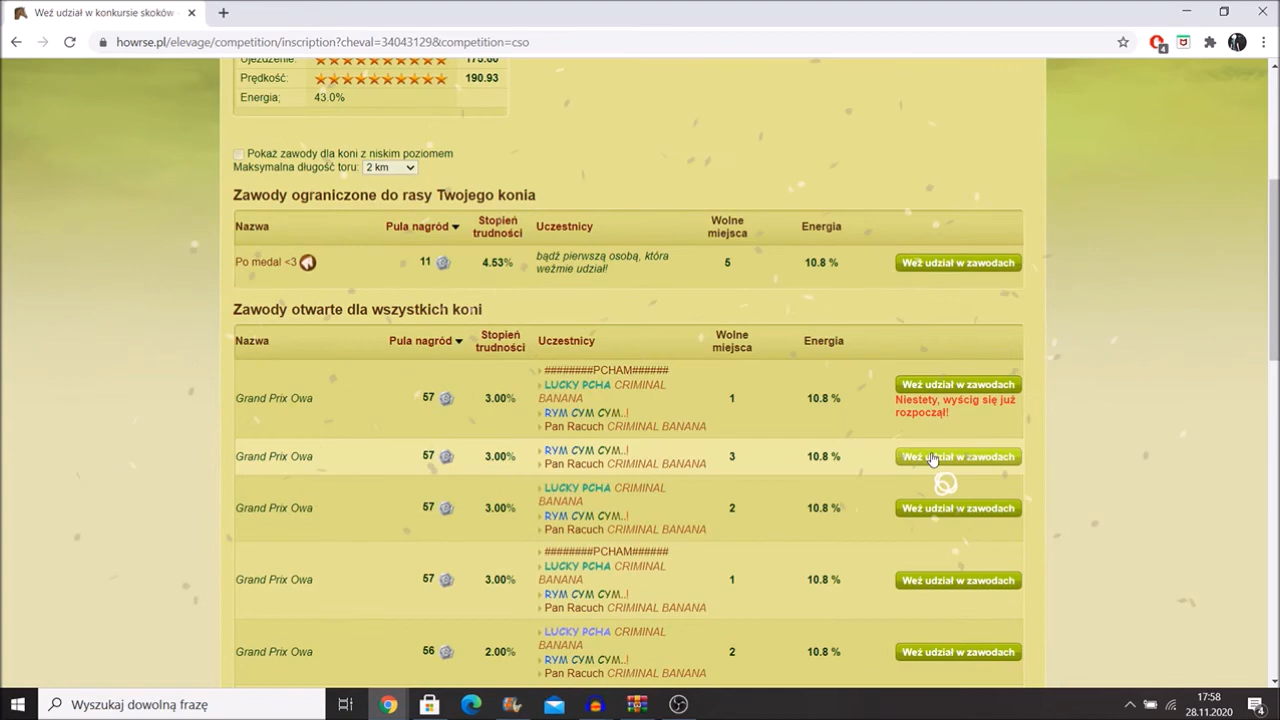 Weź udział w konkursie skoków
howrse.pl/elevage/competition/inscription?cheval=34043129&competition=cso
4
Ujeżdżenie: 175.60
Prędkość: 190.93
Energia: 43.0%
Pokaż zawody dla koni z niskim poziomem
Maksymalna długość toru: 2 km
Zawody ograniczone do rasy Twojego konia
Nazwa Pula nagród Stopień trudności Uczestnicy Wolne miejsca Energia
Po medal <3 11 4.53% bądź pierwszą osobą, która 5 10.8 % Weź udział w zawodach
weźmie udział!
Zawody otwarte dla wszystkich koni
Nazwa Pula nagród Stopień trudności Uczestnicy Wolne miejsca Energia
########PCHAM######
LUCKY PCHA CRIMINAL Weź udział w zawodach
Grand Prix Owa 57 3.00% BANANA 1 10.8 % Niestety, wyścig się już
RYM CYM CYM..! rozpoczął!
Pan Racuch CRIMINAL BANANA
RYM CYM CYM..!
Grand Prix Owa 57 3.00% 3 10.8 % Weź udział w zawodach
Pan Racuch CRIMINAL BANANA
LUCKY PCHA CRIMINAL
BANANA
Grand Prix Owa 57 3.00% 2 10.8 % Weź udział w zawodach
RYM CYM CYM..!
Pan Racuch CRIMINAL BANANA
########PCHAM######
LUCKY PCHA CRIMINAL
Grand Prix Owa 57 3.00% BANANA 1 10.8 % Weź udział w zawodach
RYM CYM CYM..!
Pan Racuch CRIMINAL BANANA
LUCKY PCHA CRIMINAL
Grand Prix Owa 56 2.00% BANANA 2 10.8 % Weź udział w zawodach
RYM CYM CYM..!
Pan Racuch CRIMINAL BANANA
Wyszukaj dowolną frazę
17:58
28.11.2020
4